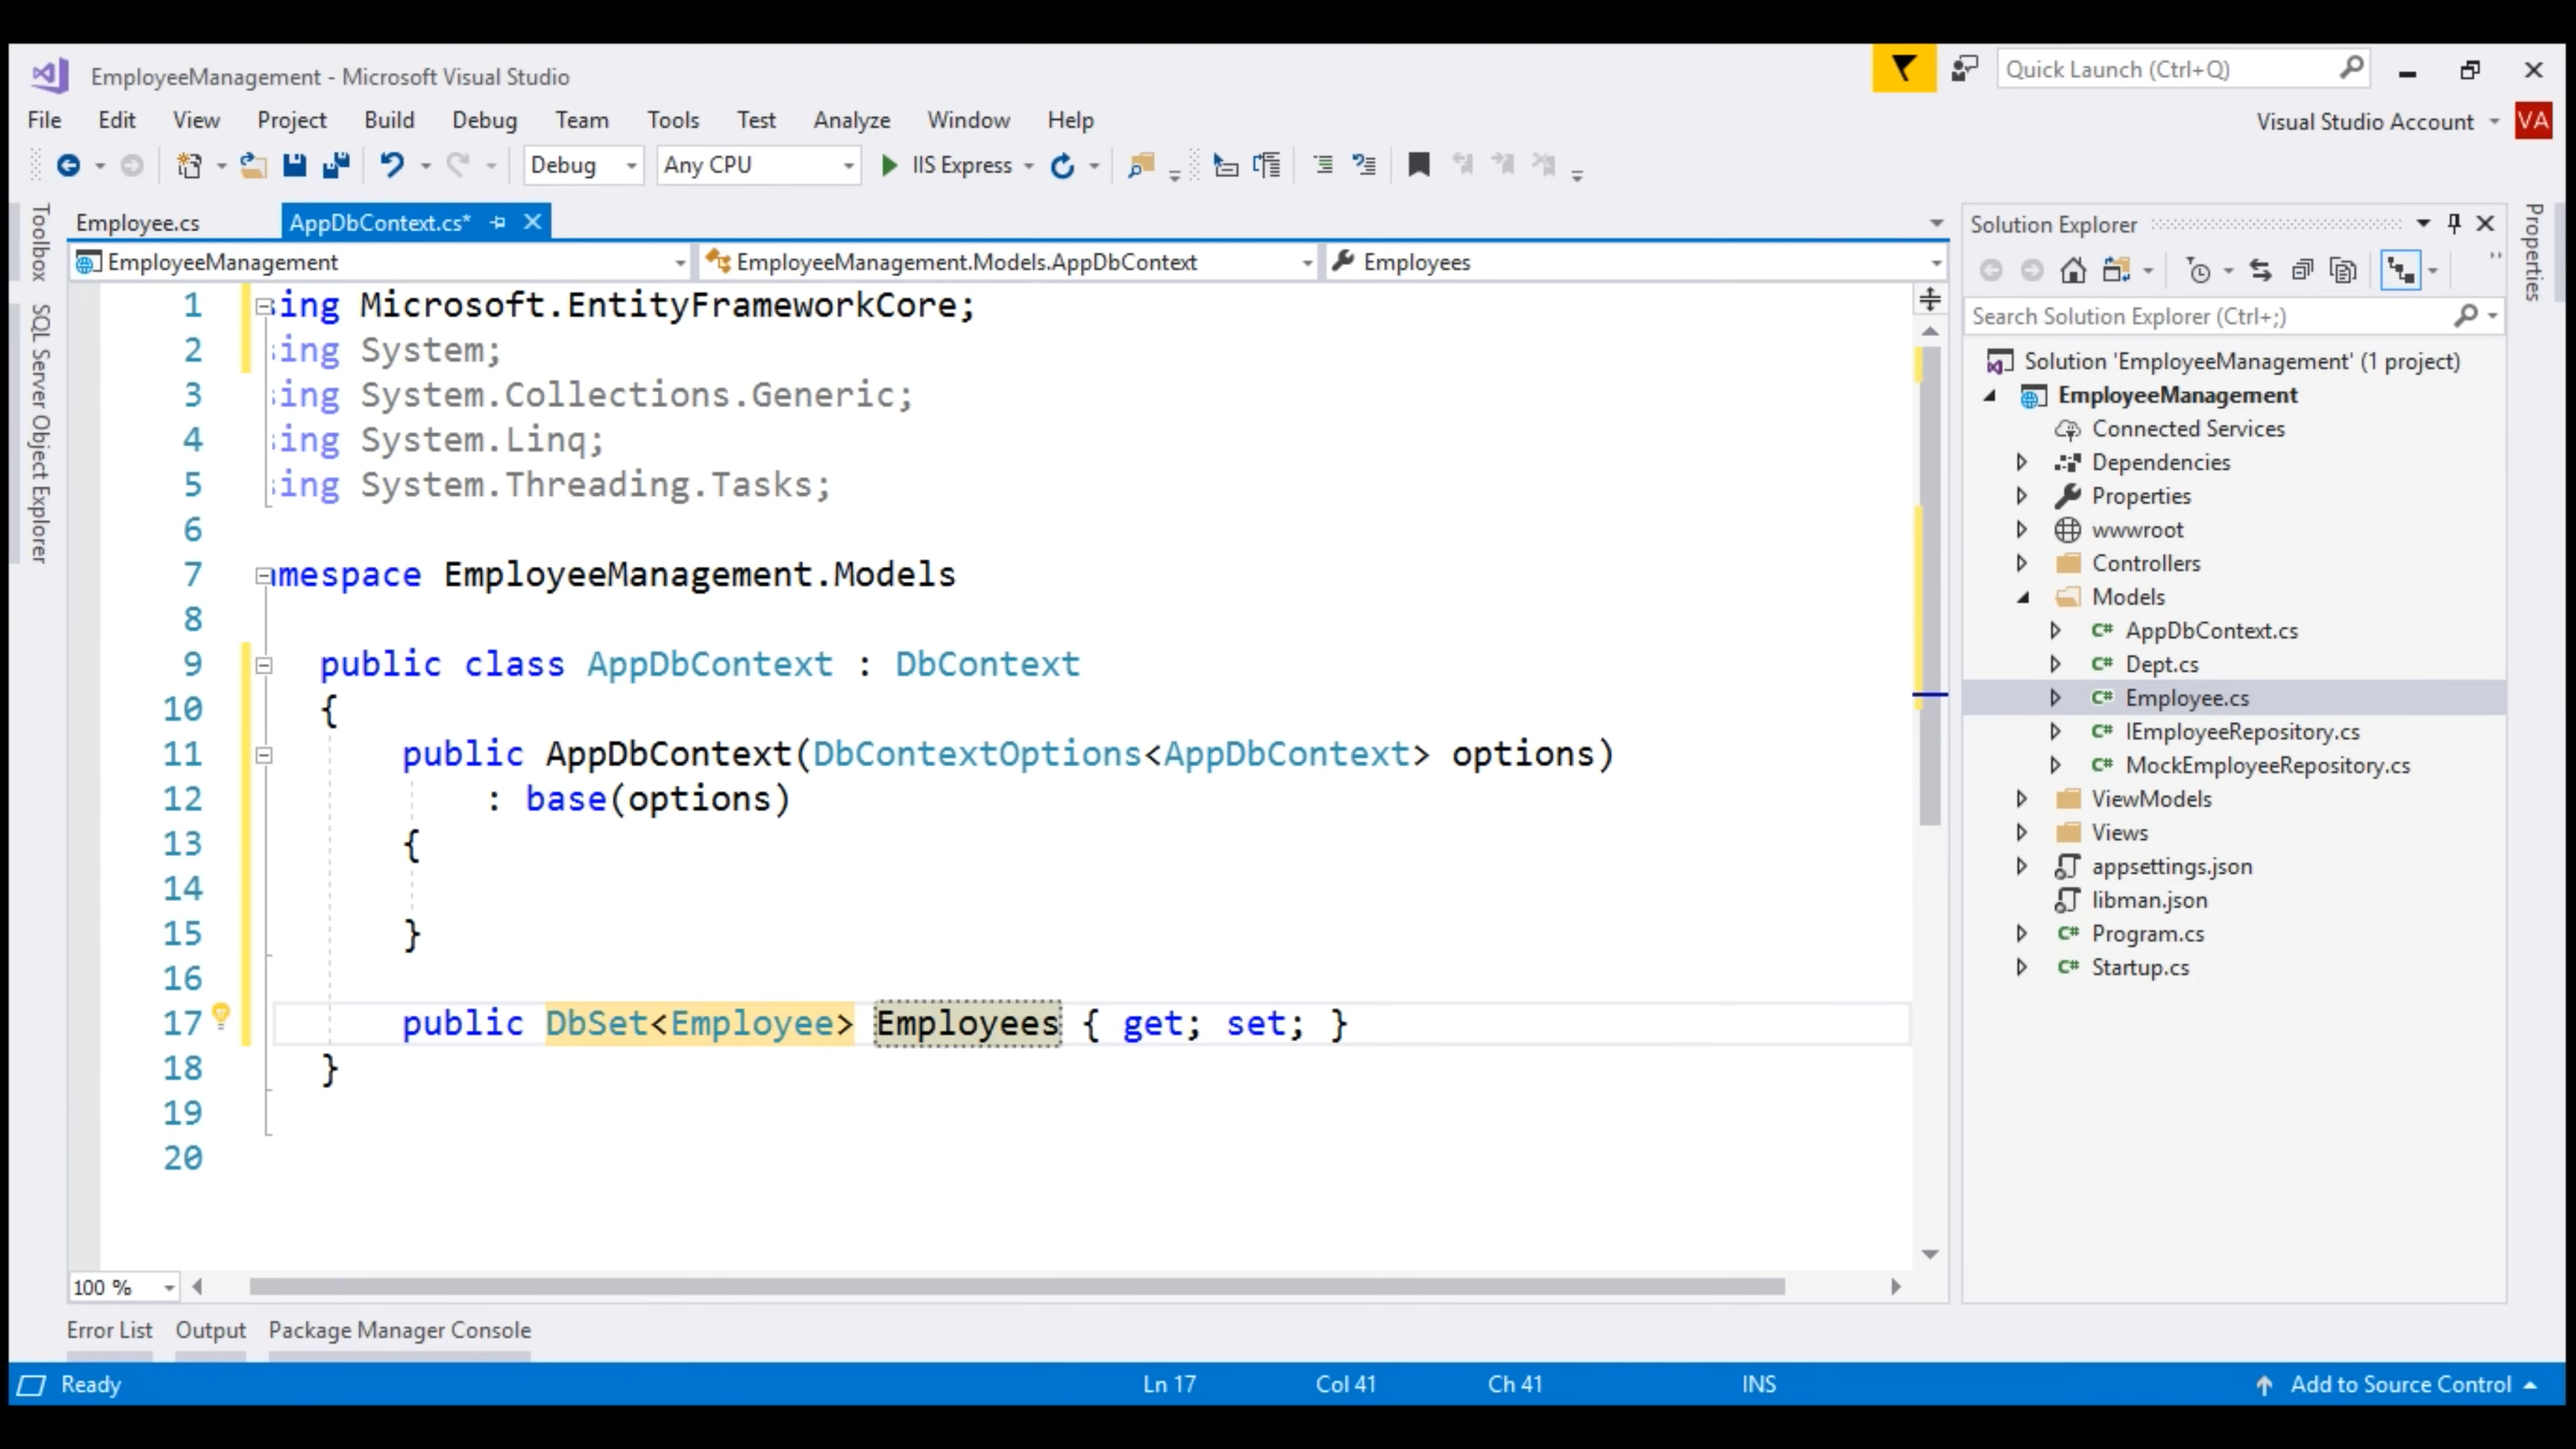 EmployeeManagement - Microsoft Visual Studio
Quick Launch (Ctrl+Q)
File Edit View Project Build Debug Team Tools Test Analyze Window Help
Visual Studio Account VA
Debug Any CPU IIS Express
Toolbox
SQL Server Object Explorer
Employee.cs AppDbContext.cs*
EmployeeManagement EmployeeManagement.Models.AppDbContext Employees
1 ing Microsoft.EntityFrameworkCore;
2 ing System;
3 ing System.Collections.Generic;
4 ing System.Linq;
5 ing System.Threading.Tasks;
6
7 mespace EmployeeManagement.Models
8
9 public class AppDbContext : DbContext
10 {
11 public AppDbContext(DbContextOptions<AppDbContext> options)
12 : base(options)
13 {
14
15 }
16
17 public DbSet<Employee> Employees { get; set; }
18 }
19
20
100 %
Solution Explorer
Search Solution Explorer (Ctrl+;)
Solution 'EmployeeManagement' (1 project)
EmployeeManagement
Connected Services
Dependencies
Properties
wwwroot
Controllers
Models
C# AppDbContext.cs
C# Dept.cs
C# Employee.cs
C# IEmployeeRepository.cs
C# MockEmployeeRepository.cs
ViewModels
Views
appsettings.json
libman.json
C# Program.cs
C# Startup.cs
Properties
Error List Output Package Manager Console
Ready Ln 17 Col 41 Ch 41 INS Add to Source Control